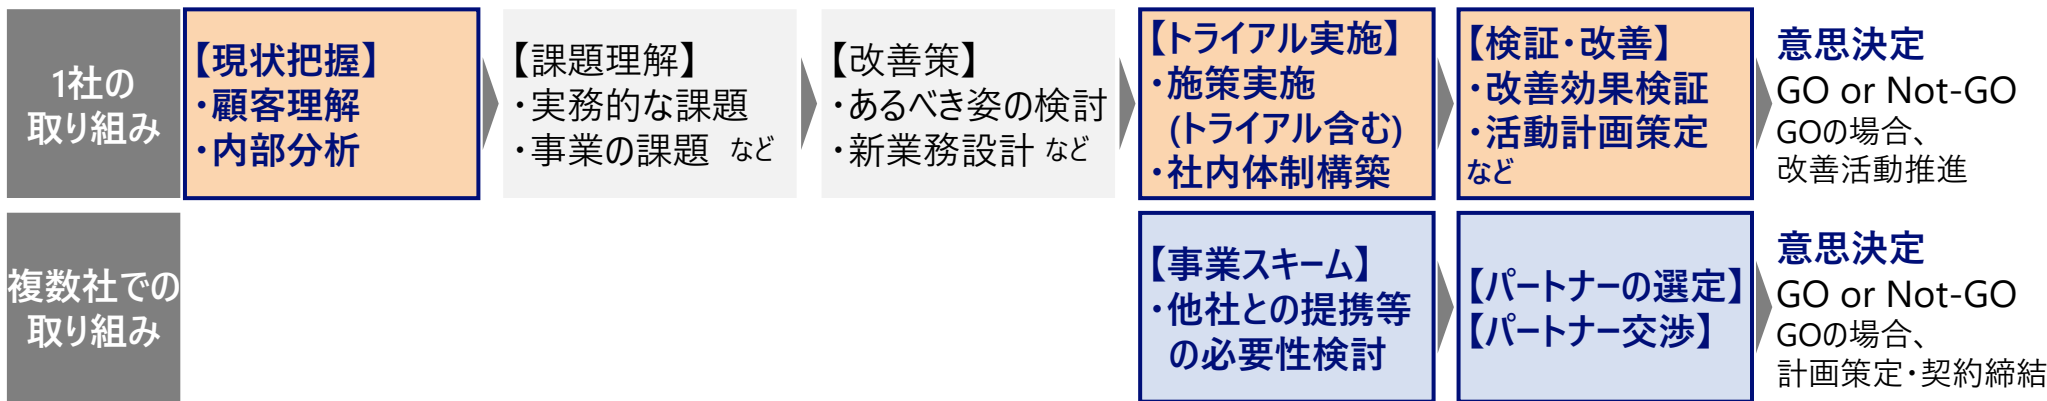 1社の
取り組み
【現状把握】
・顧客理解
・内部分析
【課題理解】
・実務的な課題
・事業の課題 など
【改善策】
・あるべき姿の検討
・新業務設計 など
【トライアル実施】
・施策実施
(トライアル含む)
・社内体制構築
【検証・改善】
・改善効果検証
・活動計画策定
など
意思決定
GO or Not-GO
GOの場合、
改善活動推進
複数社での
取り組み
【事業スキーム】
・他社との提携等
の必要性検討
【パートナーの選定】
【パートナー交渉】
意思決定
GO or Not-GO
GOの場合、
計画策定・契約締結